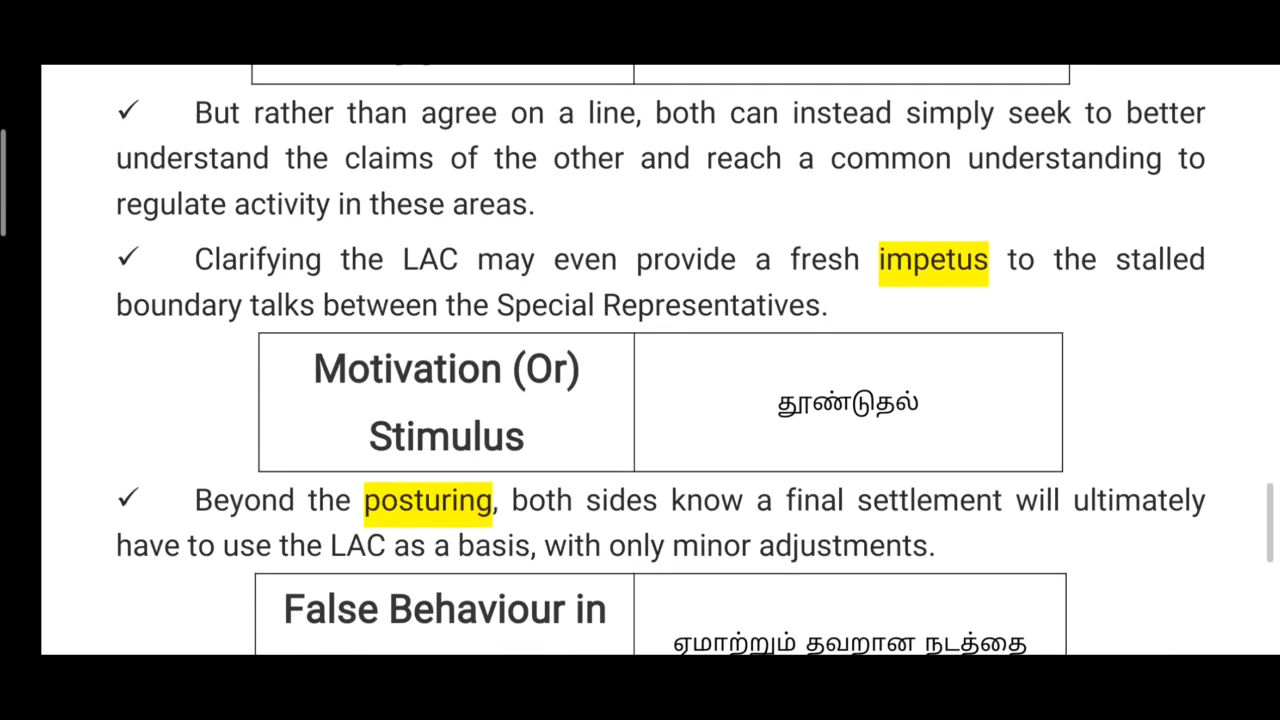 ✓ But rather than agree on a line, both can instead simply seek to better
understand the claims of the other and reach a common understanding to
regulate activity in these areas.
✓ Clarifying the LAC may even provide a fresh impetus to the stalled
boundary talks between the Special Representatives.
Motivation (Or)
Stimulus
தூண்டுதல்
✓ Beyond the posturing, both sides know a final settlement will ultimately
have to use the LAC as a basis, with only minor adjustments.
False Behaviour in
ஏமாற்றும் தவறான நடத்தை